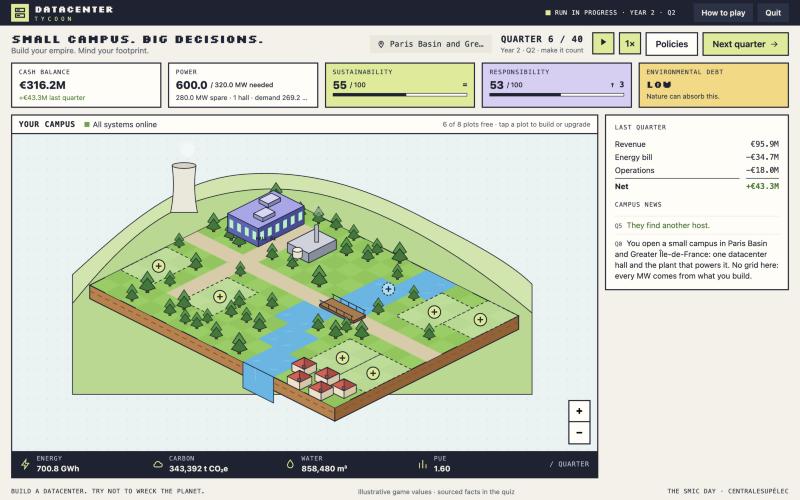 DATACENTER
TYCOON
RUN IN PROGRESS · YEAR 2 · Q2
How to play
Quit
SMALL CAMPUS. BIG DECISIONS.
Build your empire. Mind your footprint.
Paris Basin and Gre…
QUARTER 6 / 40
Year 2 · Q2 · make it count
1×
Policies
Next quarter →
CASH BALANCE
€316.2M
+€43.3M last quarter
POWER
600.0 / 320.0 MW needed
280.0 MW spare · 1 hall · demand 269.2 …
SUSTAINABILITY
55 / 100
=
RESPONSIBILITY
53 / 100
↑ 3
ENVIRONMENTAL DEBT
LOW
Nature can absorb this.
YOUR CAMPUS
All systems online
6 of 8 plots free · tap a plot to build or upgrade
+
−
ENERGY
700.8 GWh
CARBON
343,392 t CO₂e
WATER
858,480 m³
PUE
1.60
/ QUARTER
LAST QUARTER
Revenue €95.9M
Energy bill −€34.7M
Operations −€18.0M
Net +€43.3M
CAMPUS NEWS
Q5 They find another host.
Q0 You open a small campus in Paris Basin
and Greater Île-de-France: one datacenter
hall and the plant that powers it. No grid here:
every MW comes from what you build.
BUILD A DATACENTER. TRY NOT TO WRECK THE PLANET.
Illustrative game values · sourced facts in the quiz
THE SMIC DAY · CENTRALESUPÉLEC